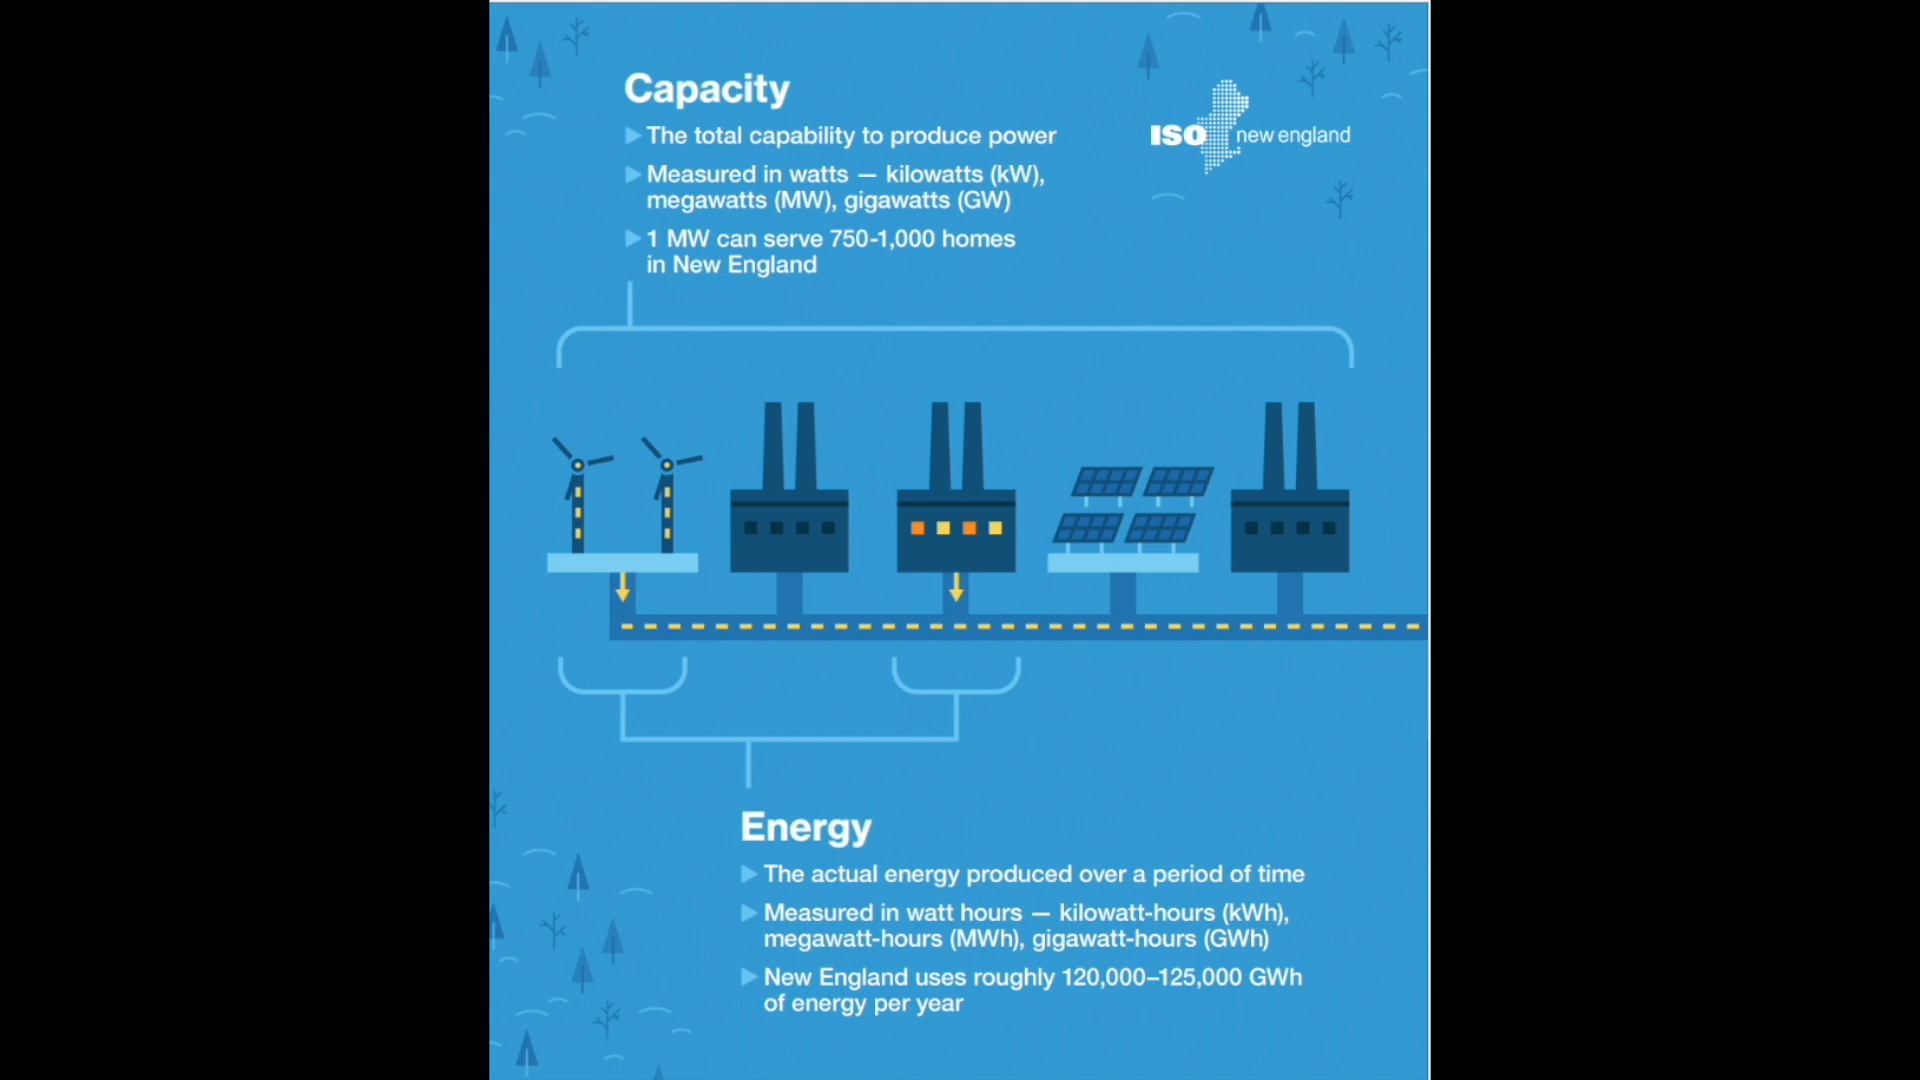 Capacity
The total capability to produce power
Measured in watts — kilowatts (kW),
megawatts (MW), gigawatts (GW)
1 MW can serve 750-1,000 homes
in New England
ISO new england
Energy
The actual energy produced over a period of time
Measured in watt hours — kilowatt-hours (kWh),
megawatt-hours (MWh), gigawatt-hours (GWh)
New England uses roughly 120,000–125,000 GWh
of energy per year